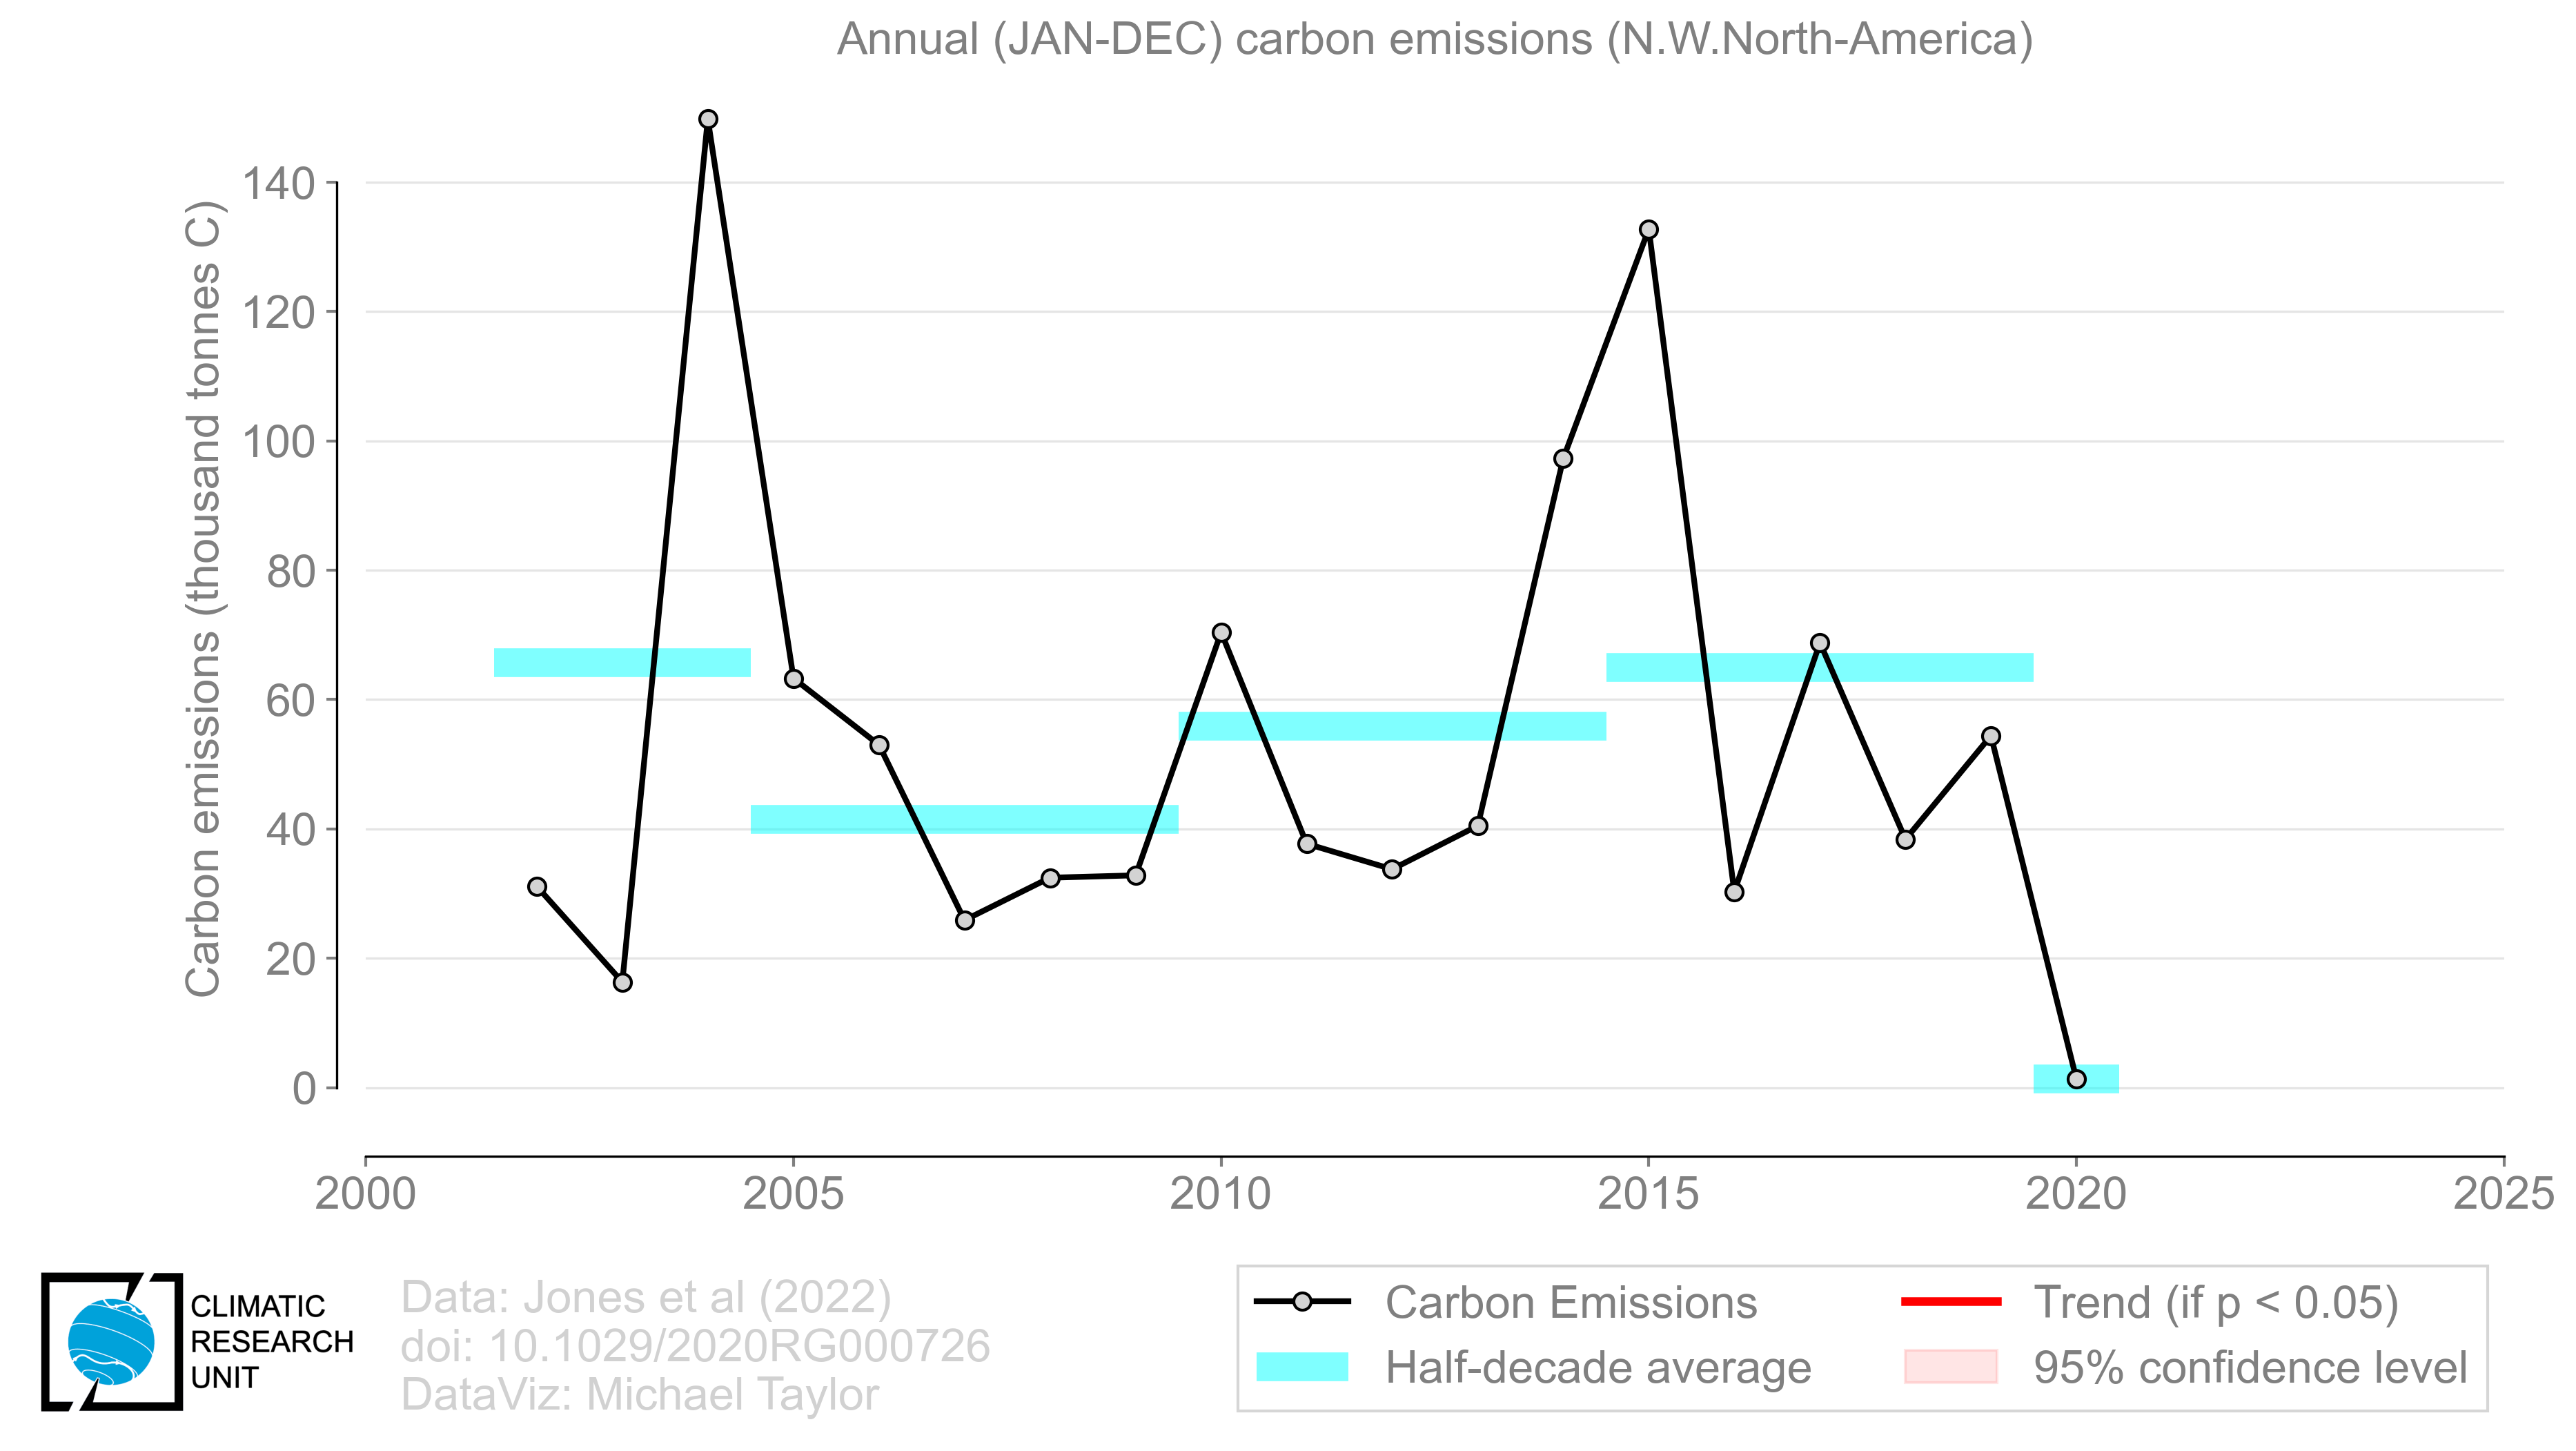 Annual (JAN-DEC) carbon emissions (N.W.North-America)
Carbon emissions (thousand tonnes C)
140
120
100
80
60
40
20
0
2000 2005 2010 2015 2020 2025
CLIMATIC
RESEARCH
UNIT
Data: Jones et al (2022)
doi: 10.1029/2020RG000726
DataViz: Michael Taylor
Carbon Emissions
Half-decade average
Trend (if p < 0.05)
95% confidence level